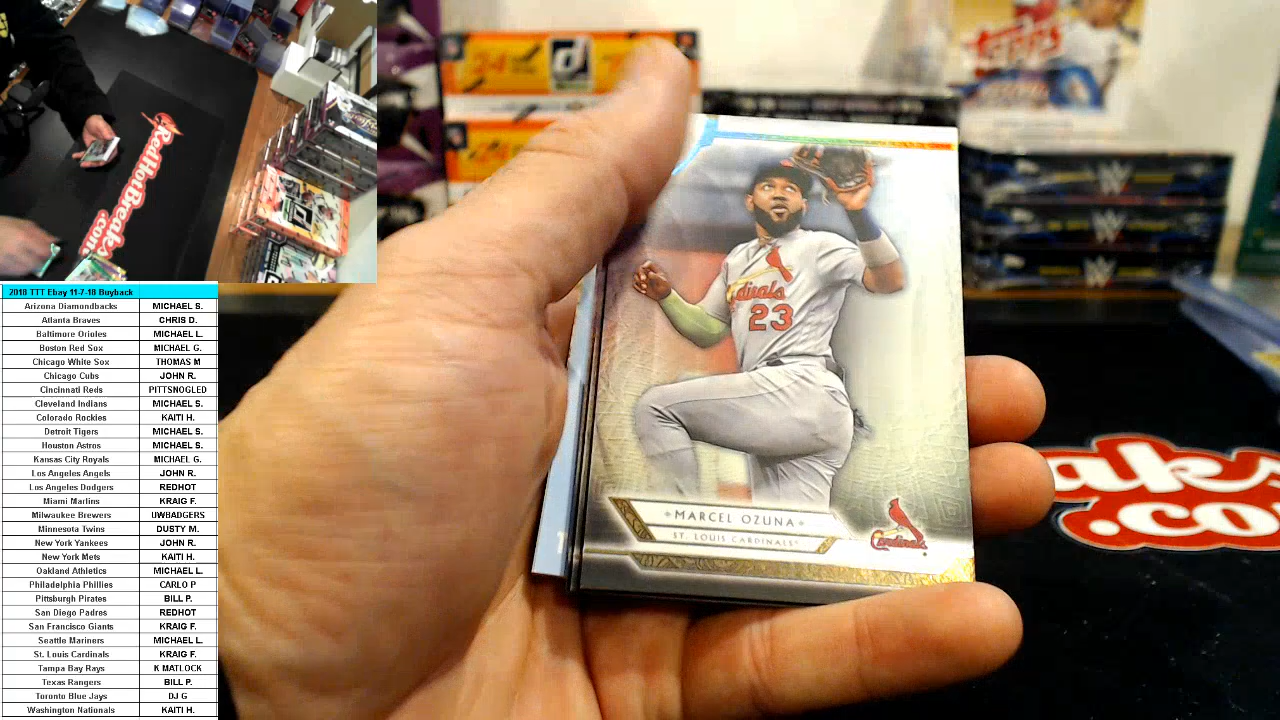 RedHotBreaks
.com
2018 TTT Ebay 11-7-18 Buyback
Arizona Diamondbacks MICHAEL S.
Atlanta Braves CHRIS D.
Baltimore Orioles MICHAEL L.
Boston Red Sox MICHAEL G.
Chicago White Sox THOMAS M
Chicago Cubs JOHN R.
Cincinnati Reds PITTSNOGLED
Cleveland Indians MICHAEL S.
Colorado Rockies KAITI H.
Detroit Tigers MICHAEL S.
Houston Astros MICHAEL S.
Kansas City Royals MICHAEL G.
Los Angeles Angels JOHN R.
Los Angeles Dodgers REDHOT
Miami Marlins KRAIG F.
Milwaukee Brewers UWBADGERS
Minnesota Twins DUSTY M.
New York Yankees JOHN R.
New York Mets KAITI H.
Oakland Athletics MICHAEL L.
Philadelphia Phillies CARLO P
Pittsburgh Pirates BILL P.
San Diego Padres REDHOT
San Francisco Giants KRAIG F.
Seattle Mariners MICHAEL L.
St. Louis Cardinals KRAIG F.
Tampa Bay Rays K MATLOCK
Texas Rangers BILL P.
Toronto Blue Jays DJ G
Washington Nationals KAITI H.
24
TOPPS
W
W
W
dinals
23
MARCEL OZUNA
ST. LOUIS CARDINALS
Cardinals
aks
.co